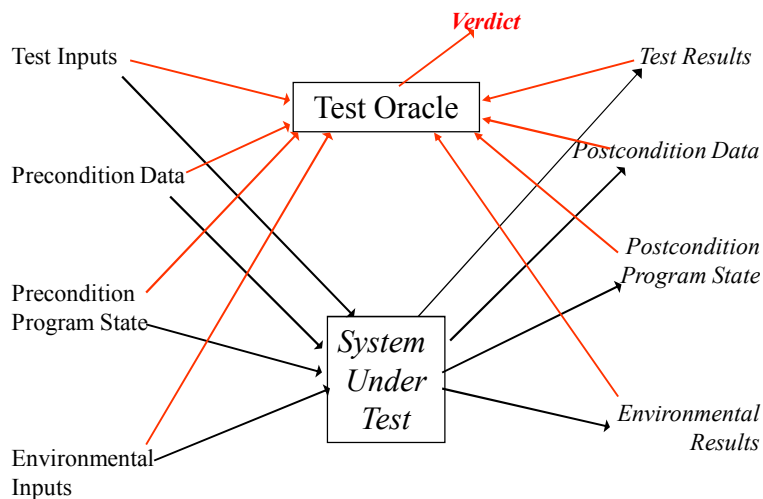 Verdict
Test Inputs
Test Results
Test Oracle
Precondition Data
Postcondition Data
Postcondition
Program State
Precondition
Program State
System
Under
Test
Environmental
Results
Environmental
Inputs